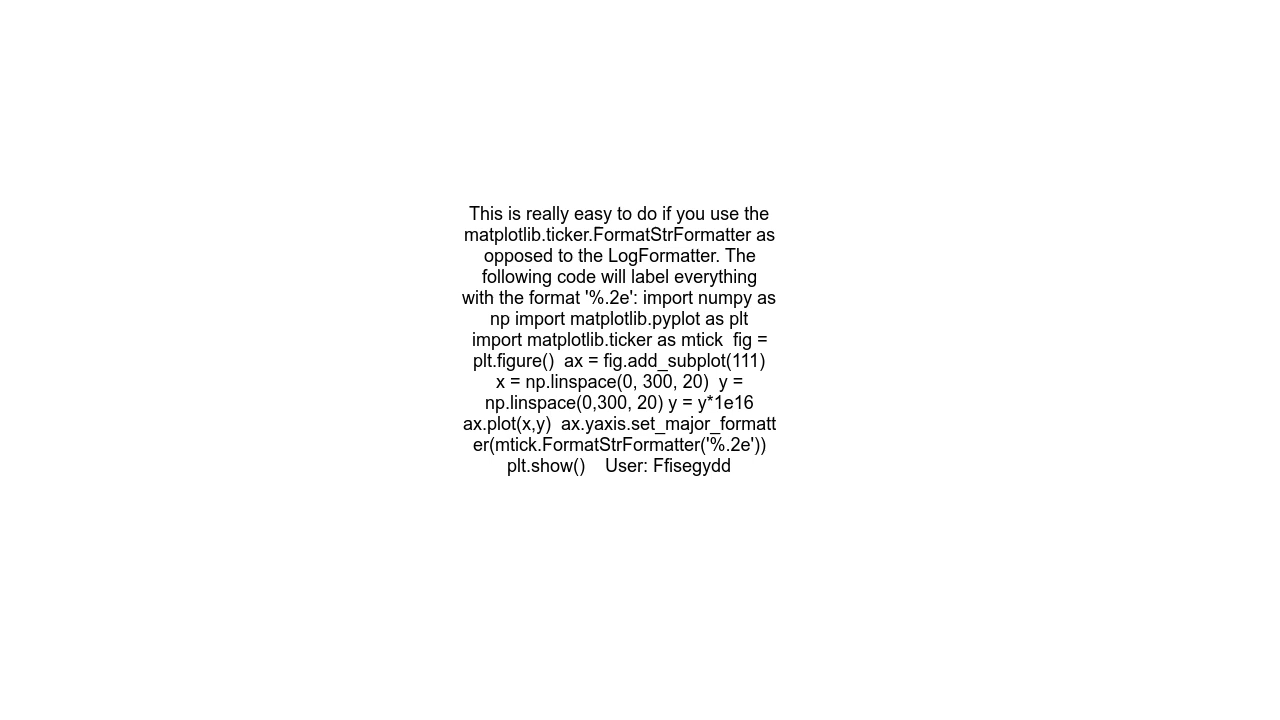 This is really easy to do if you use the
matplotlib.ticker.FormatStrFormatter as
opposed to the LogFormatter. The
following code will label everything
with the format '%.2e': import numpy as
np import matplotlib.pyplot as plt
import matplotlib.ticker as mtick  fig =
plt.figure()  ax = fig.add_subplot(111)
x = np.linspace(0, 300, 20)  y =
np.linspace(0,300, 20) y = y*1e16
ax.plot(x,y)  ax.yaxis.set_major_formatt
er(mtick.FormatStrFormatter('%.2e'))
plt.show()    User: Ffisegydd